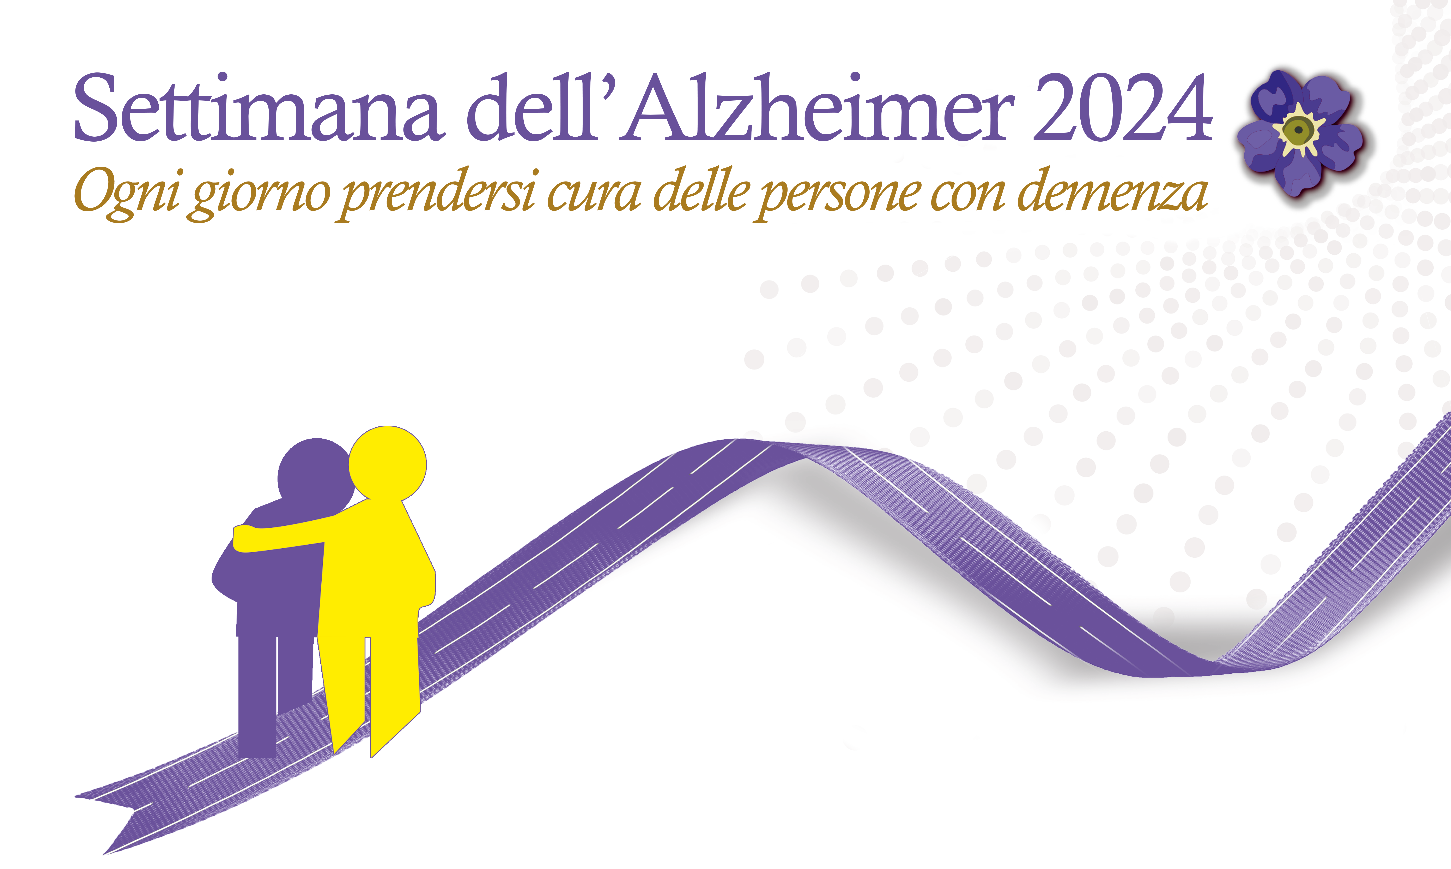 Settimana dell’Alzheimer 2024
Ogni giorno prendersi cura delle persone con demenza